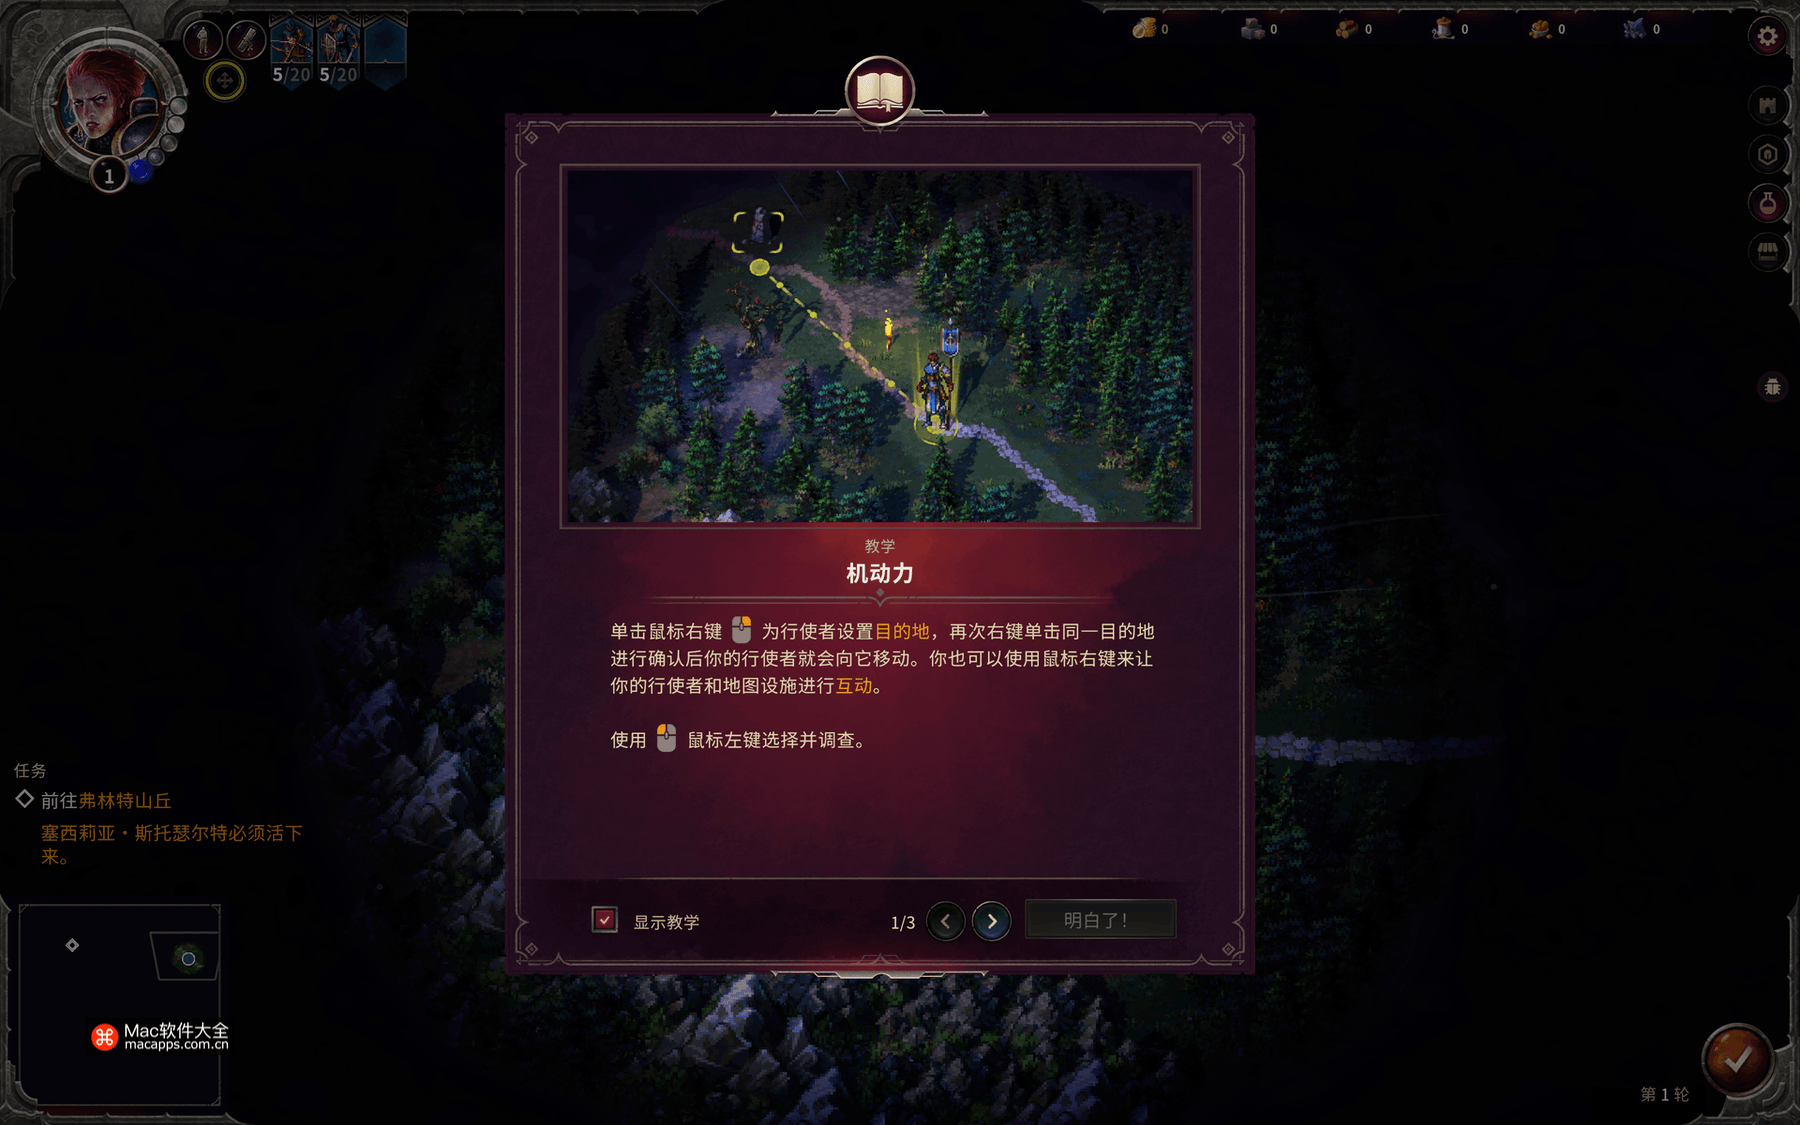 5/20
5/20
0
0
0
0
0
0
1
教学
机动力
单击鼠标右键 为行使者设置目的地，再次右键单击同一目的地
进行确认后你的行使者就会向它移动。你也可以使用鼠标右键来让
你的行使者和地图设施进行互动。
使用 鼠标左键选择并调查。
任务
前往弗林特山丘
塞西莉亚·斯托瑟尔特必须活下
来。
显示教学
1/3
明白了！
Mac软件大全
macapps.com.cn
第 1 轮